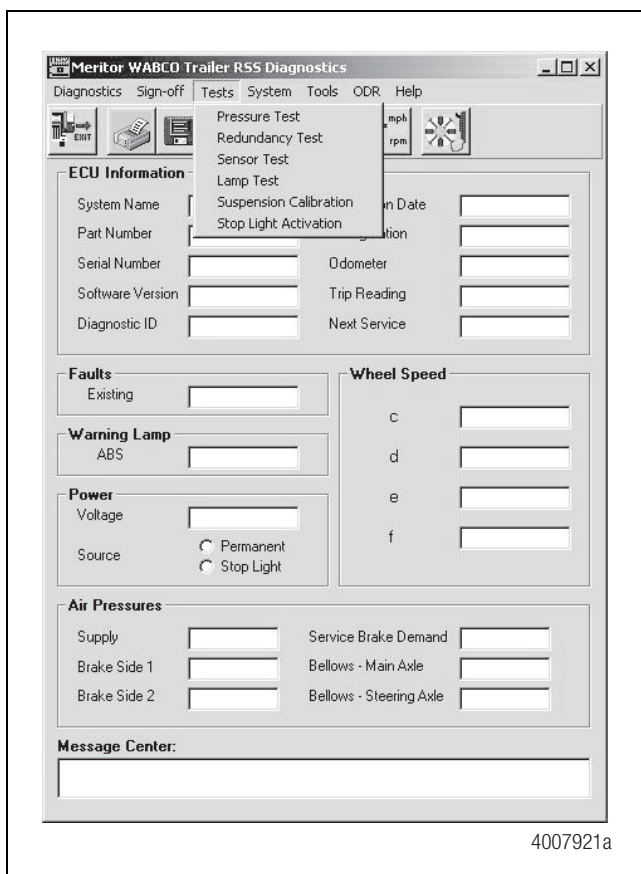 Meritor WABCO Trailer RSS Diagnostics
Diagnostics Sign-off Tests System Tools ODR Help
EXIT
mph
rpm
Pressure Test
Redundancy Test
Sensor Test
Lamp Test
Suspension Calibration
Stop Light Activation
ECU Information
System Name
Part Number
Serial Number
Software Version
Diagnostic ID
Date
Odometer
Trip Reading
Next Service
Faults
Existing
Warning Lamp
ABS
Power
Voltage
Source
Permanent
Stop Light
Wheel Speed
c
d
e
f
Air Pressures
Supply
Brake Side 1
Brake Side 2
Service Brake Demand
Bellows - Main Axle
Bellows - Steering Axle
Message Center:
4007921a